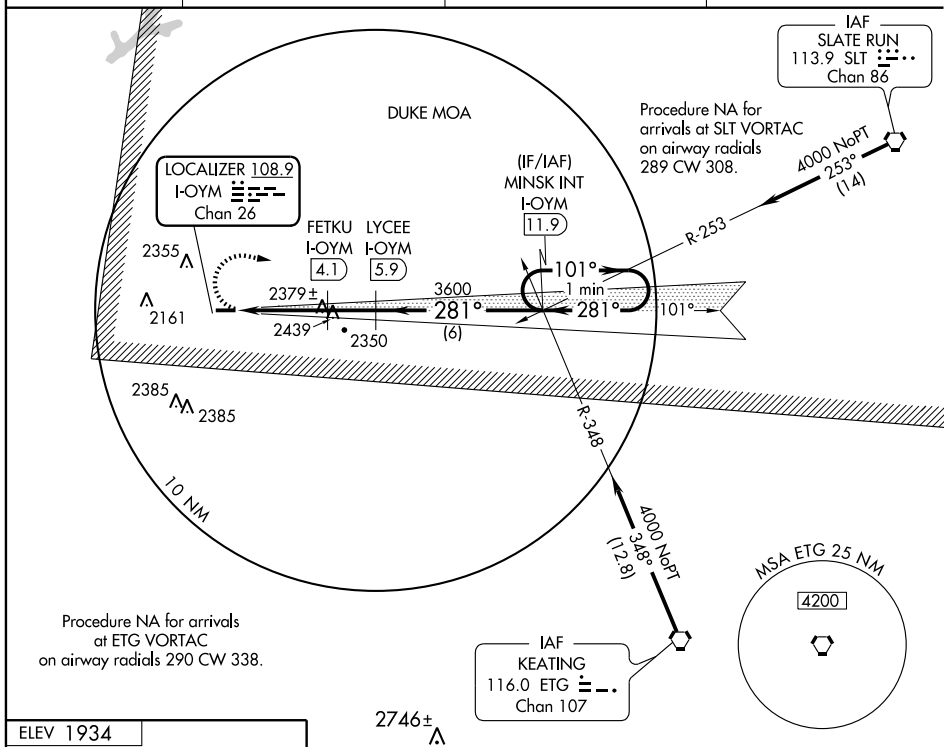 IAF
SLATE RUN
113.9 SLT
Chan 86
DUKE MOA
Procedure NA for
arrivals at SLT VORTAC
on airway radials
289 CW 308.
4000 NoPT
253°
(14)
R-253
LOCALIZER 108.9
I-OYM
Chan 26
(IF/IAF)
MINSK INT
I-OYM
11.9
FETKU
I-OYM
4.1
LYCEE
I-OYM
5.9
2355
2161
2379±
2439
2350
3600
281°
(6)
101°
1 min
281°
101°
2385
2385
R-348
10 NM
4000 NoPT
348°
(12.8)
MSA ETG 25 NM
4200
Procedure NA for arrivals
at ETG VORTAC
on airway radials 290 CW 338.
IAF
KEATING
116.0 ETG
Chan 107
ELEV 1934
2746±